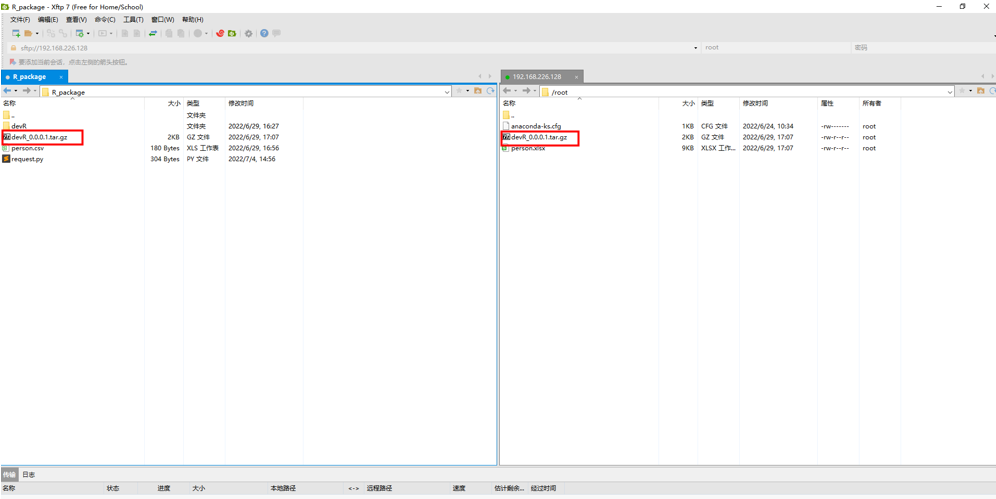 R_package - Xftp 7 (Free for Home/School)
文件(F) 编辑(E) 查看(V) 命令(C) 工具(T) 窗口(W) 帮助(H)
sftp://192.168.226.128 root 密码
要添加当前会话，点击左侧的箭头按钮。
R_package × 192.168.226.128 ×
R_package /root
名称 大小 类型 修改时间 名称 大小 类型 修改时间 属性 所有者
.. 文件夹 ..
devR 文件夹 2022/6/29, 16:27 anaconda-ks.cfg 1KB CFG 文件 2022/6/24, 10:34 -rw------- root
devR_0.0.0.1.tar.gz 2KB GZ 文件 2022/6/29, 17:07 devR_0.0.0.1.tar.gz 2KB GZ 文件 2022/6/29, 17:07 -rw-r--r-- root
person.csv 180 Bytes XLS 工作表 2022/6/29, 16:56 person.xlsx 9KB XLSX 工作... 2022/6/29, 17:07 -rw-r--r-- root
request.py 304 Bytes PY 文件 2022/7/4, 14:56
传输 日志
名称 状态 进度 大小 本地路径 <-> 远程路径 速度 估计剩余... 经过时间